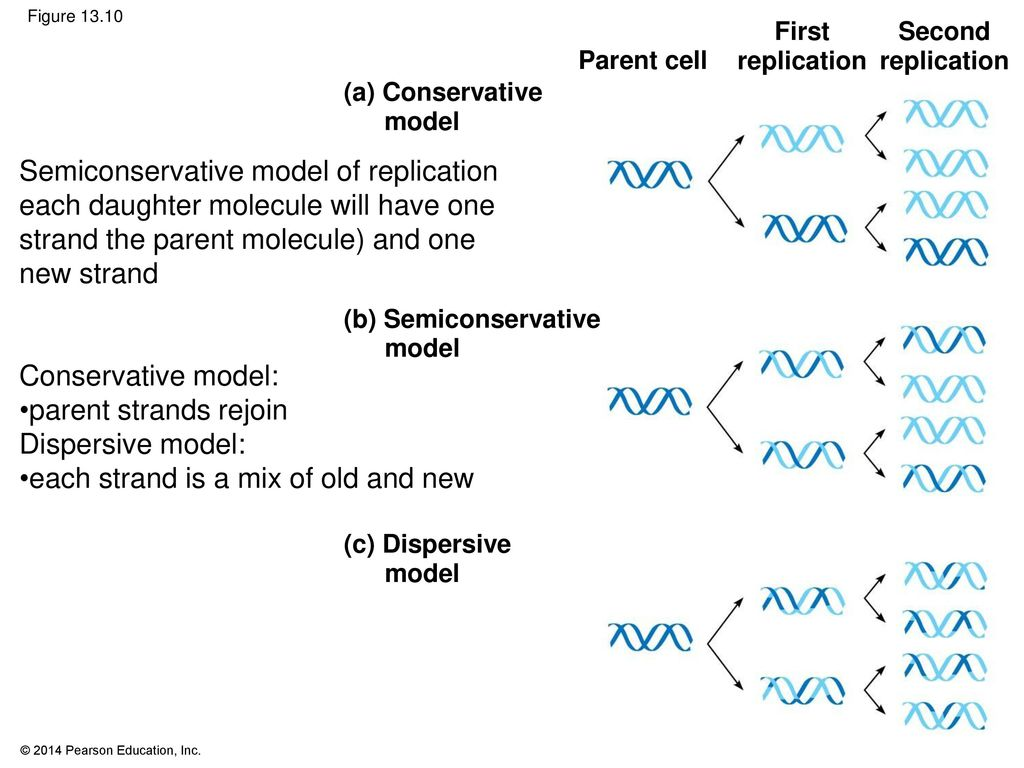 Figure 13.10
Parent cell
First
replication
Second
replication
(a) Conservative
model
Semiconservative model of replication
each daughter molecule will have one
strand the parent molecule) and one
new strand
(b) Semiconservative
model
Conservative model:
•parent strands rejoin
Dispersive model:
•each strand is a mix of old and new
(c) Dispersive
model
© 2014 Pearson Education, Inc.